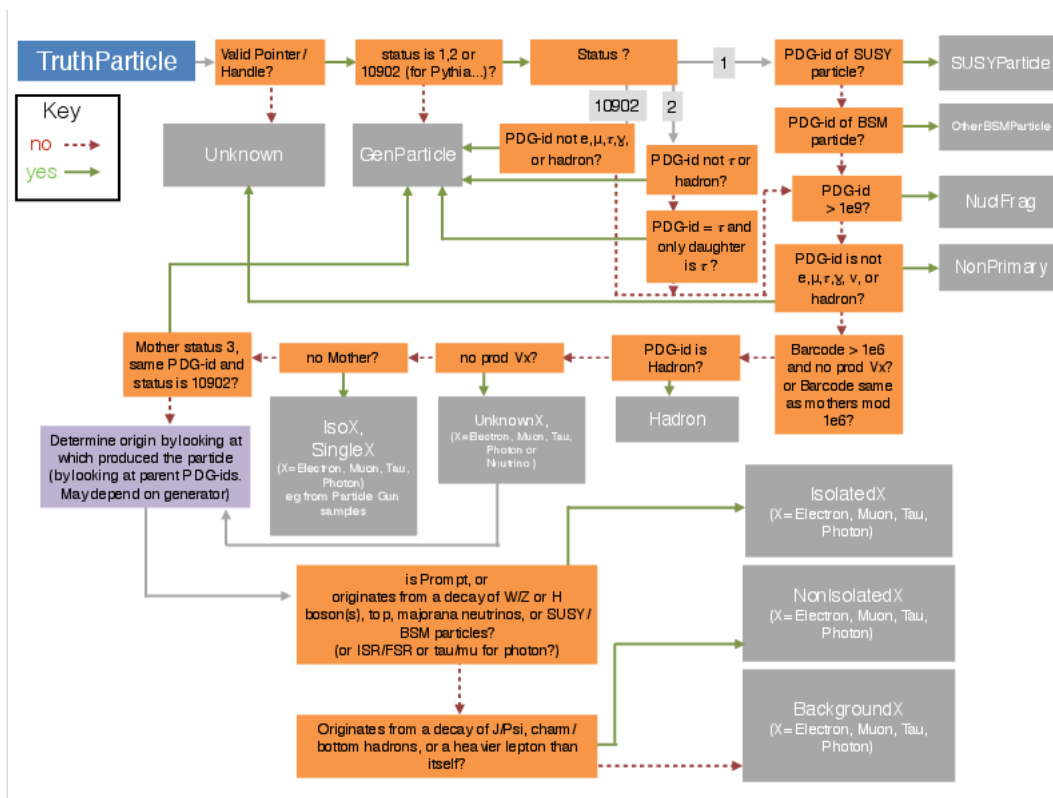 TruthParticle
Valid Pointer/
Handle?
status is 1,2 or
10902 (for Pythia...)?
Status ?
1
PDG-id of SUSY
particle?
SUSYParticle
Key
no
yes
10902
2
PDG-id of BSM
particle?
OtherBSMParticle
Unknown
GenParticle
PDG-id not e,μ,τ,γ,
or hadron?
PDG-id not τ or
hadron?
PDG-id
> 1e9?
NuclFrag
PDG-id = τ and
only daughter
is τ ?
PDG-id is not
e,μ,τ,γ, ν, or
hadron?
NonPrimary
Mother status 3,
same PDG-id and
status is 10902?
no Mother?
no prod Vx?
PDG-id is
Hadron?
Barcode > 1e6
and no prod Vx?
or Barcode same
as mothers mod
1e6?
Determine origin by looking at
which produced the particle
(by looking at parent PDG-ids.
May depend on generator)
IsoX,
SingleX
(X=Electron, Muon, Tau,
Photon)
eg from Particle Gun
samples
UnknownX,
(X=Electron, Muon, Tau,
Photon or
Neutrino)
Hadron
IsolatedX
(X=Electron, Muon, Tau,
Photon)
is Prompt, or
originates from a decay of W/Z or H
boson(s), top, majorana neutrinos, or SUSY/
BSM particles?
(or ISR/FSR or tau/mu for photon?)
NonIsolatedX
(X=Electron, Muon, Tau,
Photon)
Originates from a decay of J/Psi, charm/
bottom hadrons, or a heavier lepton than
itself?
BackgroundX
(X=Electron, Muon, Tau,
Photon)